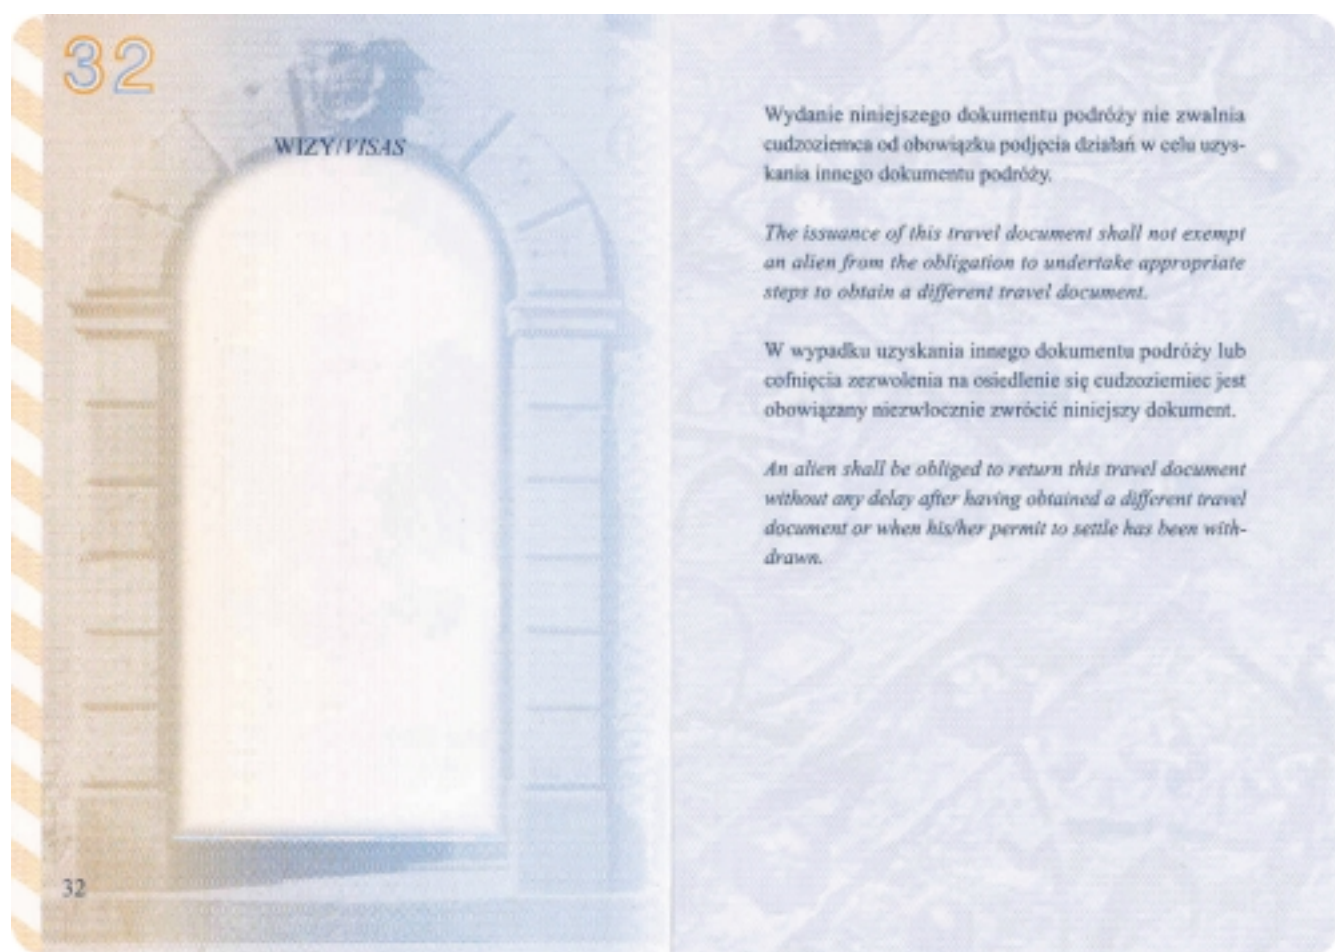 32
WIZY/VISAS
32
Wydanie niniejszego dokumentu podróży nie zwalnia
cudzoziemca od obowiązku podjęcia działań w celu uzys-
kania innego dokumentu podróży.
The issuance of this travel document shall not exempt
an alien from the obligation to undertake appropriate
steps to obtain a different travel document.
W wypadku uzyskania innego dokumentu podróży lub
cofnięcia zezwolenia na osiedlenie się cudzoziemiec jest
obowiązany niezwłocznie zwrócić niniejszy dokument.
An alien shall be obliged to return this travel document
without any delay after having obtained a different travel
document or when his/her permit to settle has been with-
drawn.